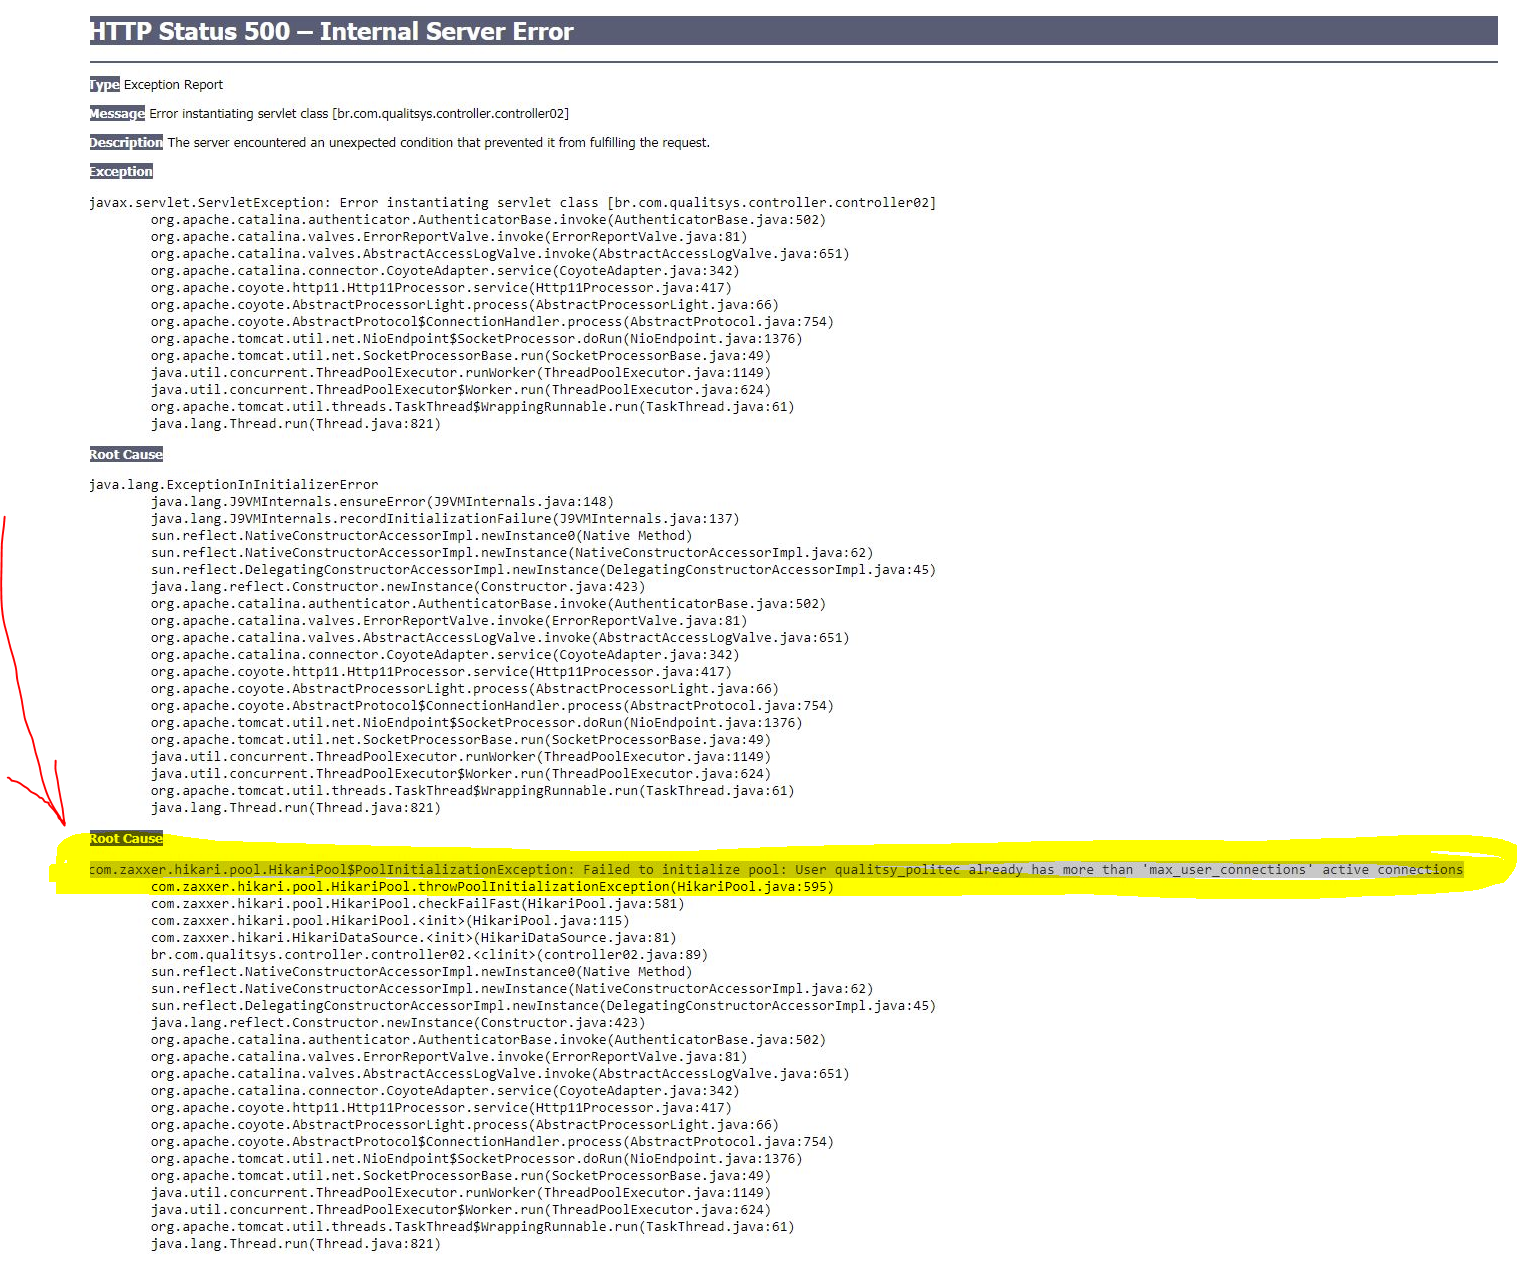 HTTP Status 500 – Internal Server Error
Type Exception Report
Message Error instantiating servlet class [br.com.qualitsys.controller.controller02]
Description The server encountered an unexpected condition that prevented it from fulfilling the request.
Exception
javax.servlet.ServletException: Error instantiating servlet class [br.com.qualitsys.controller.controller02]
org.apache.catalina.authenticator.AuthenticatorBase.invoke(AuthenticatorBase.java:502)
org.apache.catalina.valves.ErrorReportValve.invoke(ErrorReportValve.java:81)
org.apache.catalina.valves.AbstractAccessLogValve.invoke(AbstractAccessLogValve.java:651)
org.apache.catalina.connector.CoyoteAdapter.service(CoyoteAdapter.java:342)
org.apache.coyote.http11.Http11Processor.service(Http11Processor.java:417)
org.apache.coyote.AbstractProcessorLight.process(AbstractProcessorLight.java:66)
org.apache.coyote.AbstractProtocol$ConnectionHandler.process(AbstractProtocol.java:754)
org.apache.tomcat.util.net.NioEndpoint$SocketProcessor.doRun(NioEndpoint.java:1376)
org.apache.tomcat.util.net.SocketProcessorBase.run(SocketProcessorBase.java:49)
java.util.concurrent.ThreadPoolExecutor.runWorker(ThreadPoolExecutor.java:1149)
java.util.concurrent.ThreadPoolExecutor$Worker.run(ThreadPoolExecutor.java:624)
org.apache.tomcat.util.threads.TaskThread$WrappingRunnable.run(TaskThread.java:61)
java.lang.Thread.run(Thread.java:821)
Root Cause
java.lang.ExceptionInInitializerError
java.lang.J9VMInternals.ensureError(J9VMInternals.java:148)
java.lang.J9VMInternals.recordInitializationFailure(J9VMInternals.java:137)
sun.reflect.NativeConstructorAccessorImpl.newInstance0(Native Method)
sun.reflect.NativeConstructorAccessorImpl.newInstance(NativeConstructorAccessorImpl.java:62)
sun.reflect.DelegatingConstructorAccessorImpl.newInstance(DelegatingConstructorAccessorImpl.java:45)
java.lang.reflect.Constructor.newInstance(Constructor.java:423)
org.apache.catalina.authenticator.AuthenticatorBase.invoke(AuthenticatorBase.java:502)
org.apache.catalina.valves.ErrorReportValve.invoke(ErrorReportValve.java:81)
org.apache.catalina.valves.AbstractAccessLogValve.invoke(AbstractAccessLogValve.java:651)
org.apache.catalina.connector.CoyoteAdapter.service(CoyoteAdapter.java:342)
org.apache.coyote.http11.Http11Processor.service(Http11Processor.java:417)
org.apache.coyote.AbstractProcessorLight.process(AbstractProcessorLight.java:66)
org.apache.coyote.AbstractProtocol$ConnectionHandler.process(AbstractProtocol.java:754)
org.apache.tomcat.util.net.NioEndpoint$SocketProcessor.doRun(NioEndpoint.java:1376)
org.apache.tomcat.util.net.SocketProcessorBase.run(SocketProcessorBase.java:49)
java.util.concurrent.ThreadPoolExecutor.runWorker(ThreadPoolExecutor.java:1149)
java.util.concurrent.ThreadPoolExecutor$Worker.run(ThreadPoolExecutor.java:624)
org.apache.tomcat.util.threads.TaskThread$WrappingRunnable.run(TaskThread.java:61)
java.lang.Thread.run(Thread.java:821)
Root Cause
com.zaxxer.hikari.pool.HikariPool$PoolInitializationException: Failed to initialize pool: User qualitsy_politec already has more than 'max_user_connections' active connections
com.zaxxer.hikari.pool.HikariPool.throwPoolInitializationException(HikariPool.java:595)
com.zaxxer.hikari.pool.HikariPool.checkFailFast(HikariPool.java:581)
com.zaxxer.hikari.pool.HikariPool.<init>(HikariPool.java:115)
com.zaxxer.hikari.HikariDataSource.<init>(HikariDataSource.java:81)
br.com.qualitsys.controller.controller02.<clinit>(controller02.java:89)
sun.reflect.NativeConstructorAccessorImpl.newInstance0(Native Method)
sun.reflect.NativeConstructorAccessorImpl.newInstance(NativeConstructorAccessorImpl.java:62)
sun.reflect.DelegatingConstructorAccessorImpl.newInstance(DelegatingConstructorAccessorImpl.java:45)
java.lang.reflect.Constructor.newInstance(Constructor.java:423)
org.apache.catalina.authenticator.AuthenticatorBase.invoke(AuthenticatorBase.java:502)
org.apache.catalina.valves.ErrorReportValve.invoke(ErrorReportValve.java:81)
org.apache.catalina.valves.AbstractAccessLogValve.invoke(AbstractAccessLogValve.java:651)
org.apache.catalina.connector.CoyoteAdapter.service(CoyoteAdapter.java:342)
org.apache.coyote.http11.Http11Processor.service(Http11Processor.java:417)
org.apache.coyote.AbstractProcessorLight.process(AbstractProcessorLight.java:66)
org.apache.coyote.AbstractProtocol$ConnectionHandler.process(AbstractProtocol.java:754)
org.apache.tomcat.util.net.NioEndpoint$SocketProcessor.doRun(NioEndpoint.java:1376)
org.apache.tomcat.util.net.SocketProcessorBase.run(SocketProcessorBase.java:49)
java.util.concurrent.ThreadPoolExecutor.runWorker(ThreadPoolExecutor.java:1149)
java.util.concurrent.ThreadPoolExecutor$Worker.run(ThreadPoolExecutor.java:624)
org.apache.tomcat.util.threads.TaskThread$WrappingRunnable.run(TaskThread.java:61)
java.lang.Thread.run(Thread.java:821)